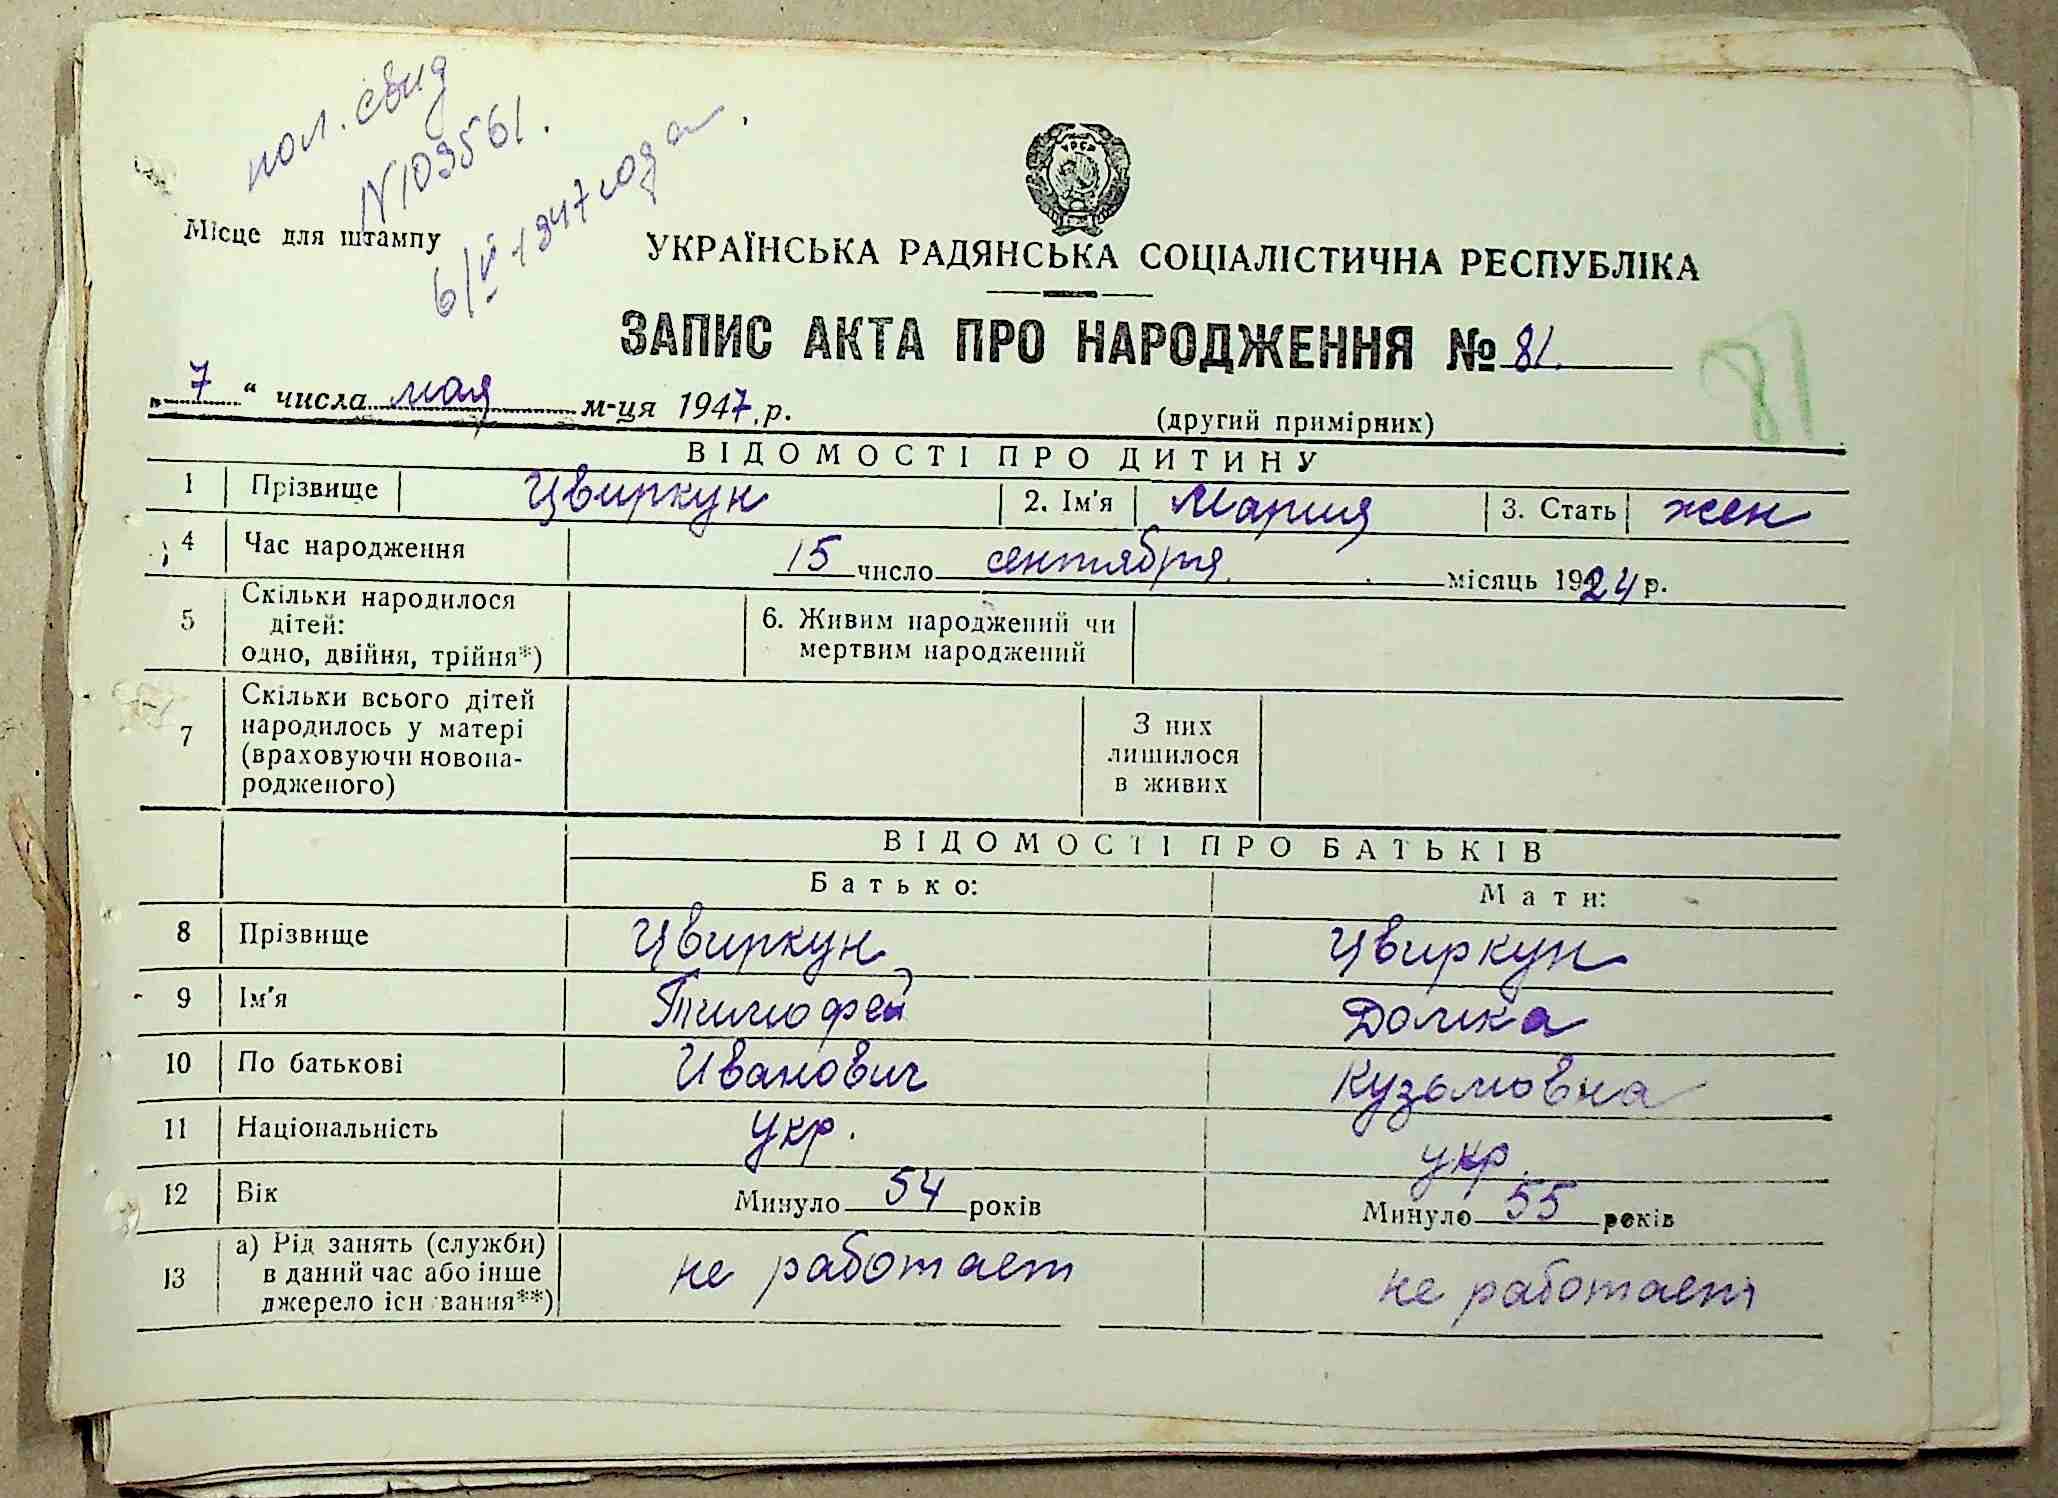 пол. свид
№ 103561.
6/V 1947 года.
Місце для штампу
УРСР
УКРАЇНСЬКА РАДЯНСЬКА СОЦІАЛІСТИЧНА РЕСПУБЛІКА
ЗАПИС АКТА ПРО НАРОДЖЕННЯ № 81.
81
„7“ числа мая м-ця 1947 р.
(другий примірник)
ВІДОМОСТІ ПРО ДИТИНУ
1 Прізвище Цвиркун 2. Ім'я Мария 3. Стать жен
4 Час народження 15 число сентября місяць 1924 р.
5 Скільки народилося
дітей:
одно, двійня, трійня*)
6. Живим народжений чи
мертвим народжений
7 Скільки всього дітей
народилось у матері
(враховуючи новона-
родженого)
З них
лишилося
в живих
ВІДОМОСТІ ПРО БАТЬКІВ
Батько: Мати:
8 Прізвище Цвиркун Цвиркун
9 Ім'я Тимофей Домка
10 По батькові Иванович Кузьмовна
11 Національність укр. укр.
12 Вік Минуло 54 років Минуло 55 років
13 а) Рід занять (служби)
в даний час або інше
джерело існування**)
не работает не работает